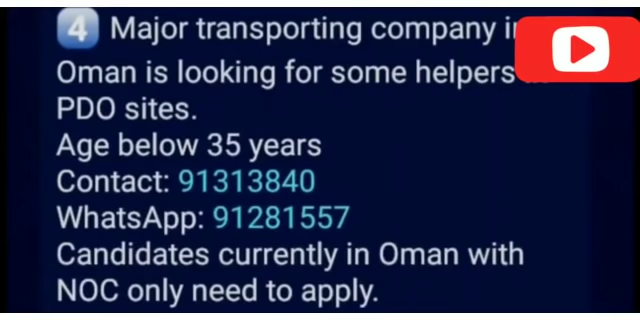 4 Major transporting company
Oman is looking for some helpers
PDO sites.
Age below 35 years
Contact: 91313840
WhatsApp: 91281557
Candidates currently in Oman with
NOC only need to apply.